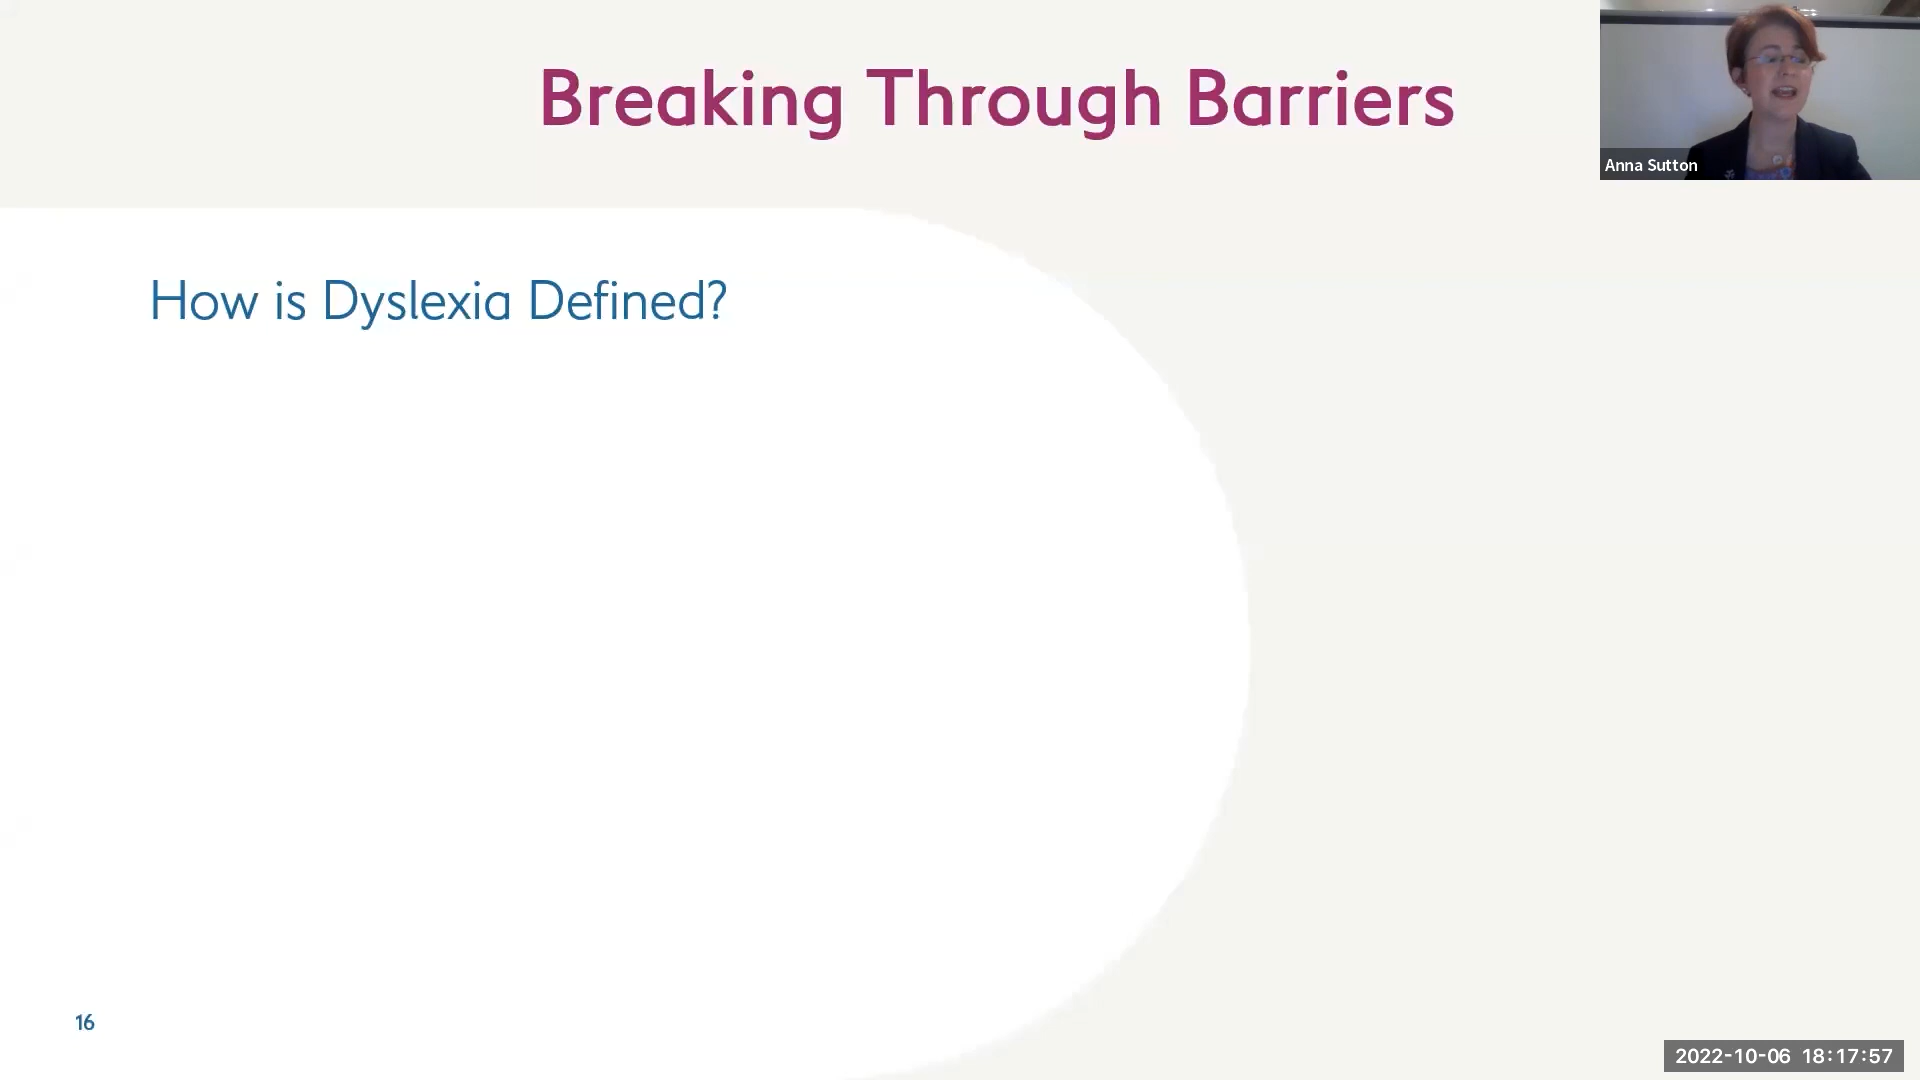 Breaking Through Barriers
Anna Sutton
How is Dyslexia Defined?
16
2022-10-06 18:17:57